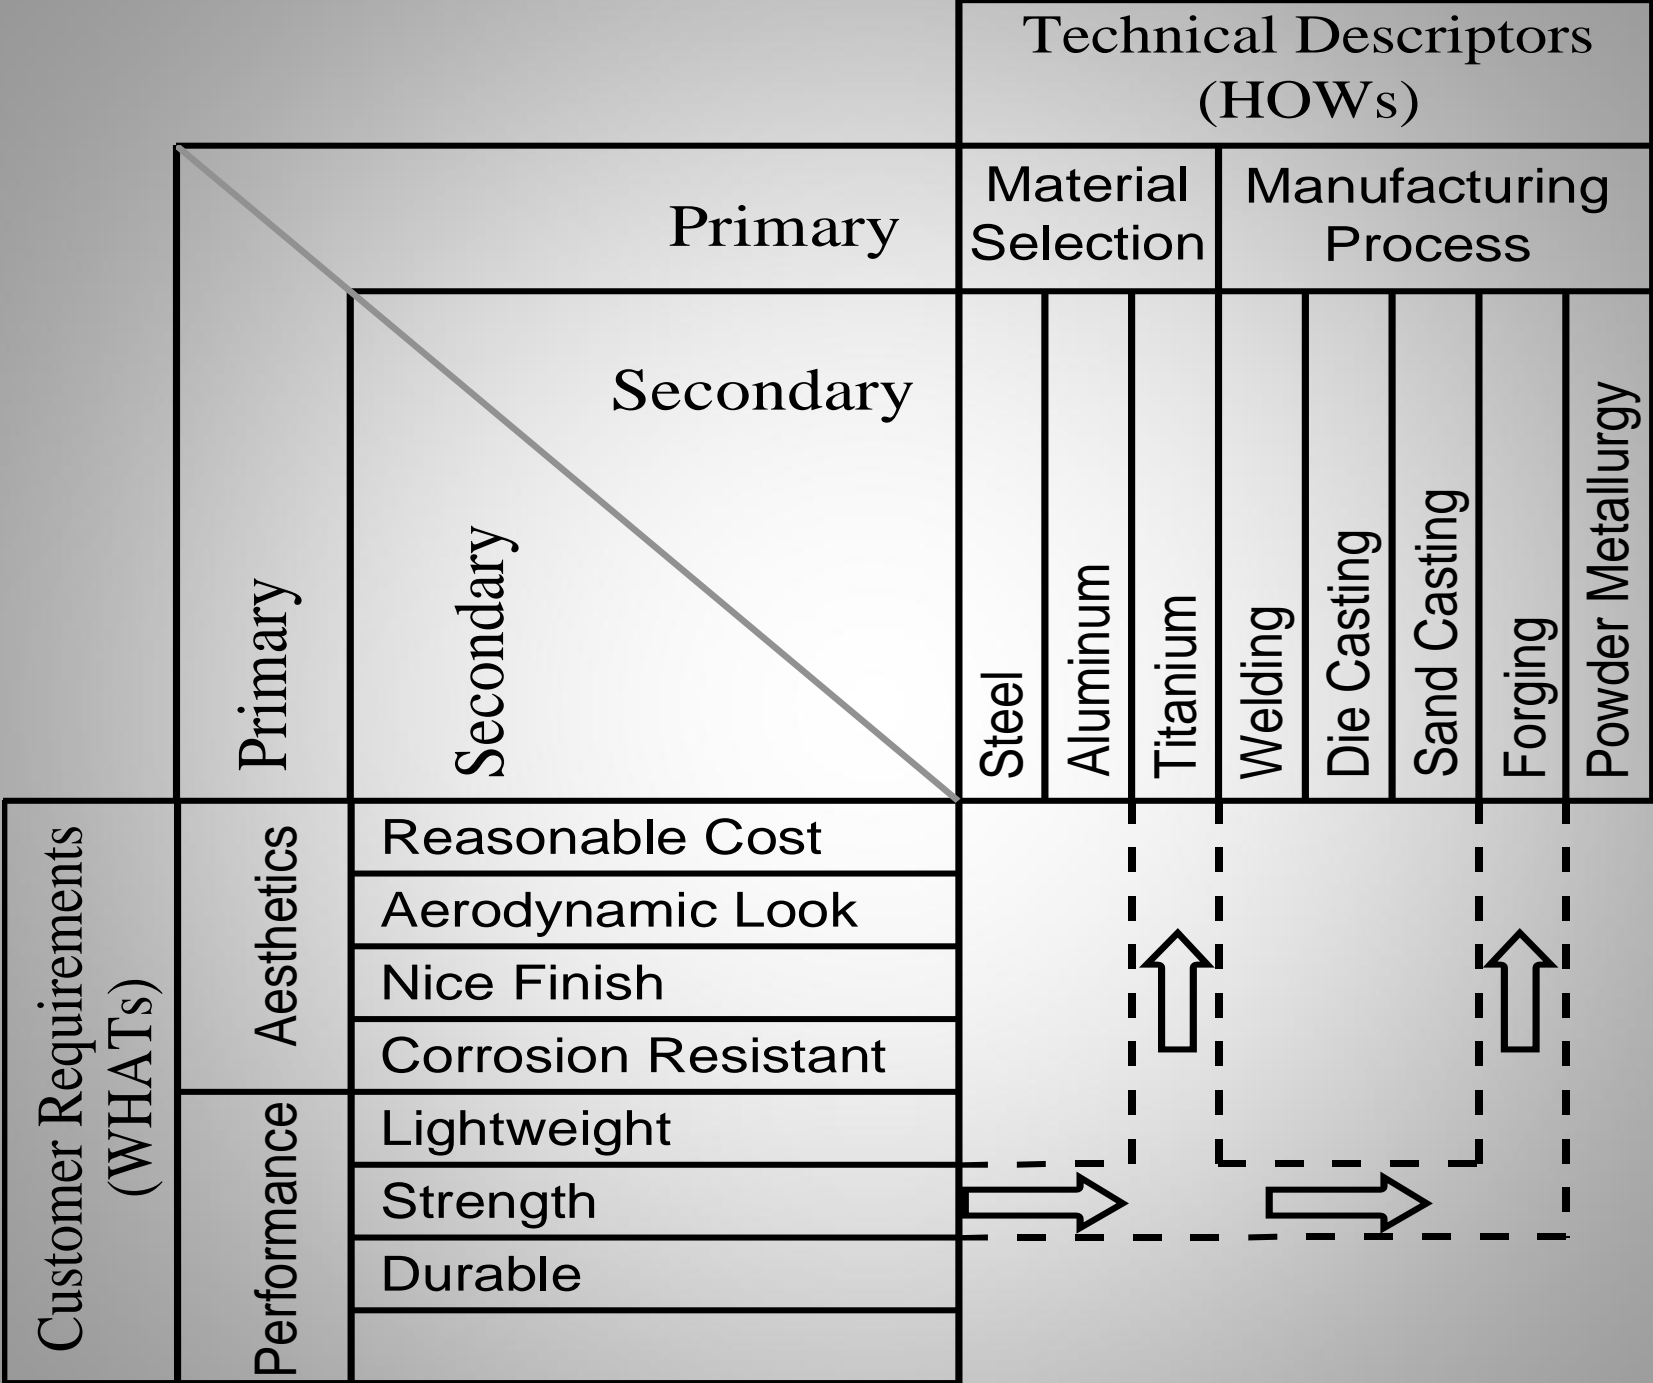 Technical Descriptors
(HOWs)
Primary
Material
Selection
Manufacturing
Process
Secondary
Primary
Secondary
Steel
Aluminum
Titanium
Welding
Die Casting
Sand Casting
Forging
Powder Metallurgy
Customer Requirements
(WHATs)
Aesthetics
Reasonable Cost
Aerodynamic Look
Nice Finish
Corrosion Resistant
Performance
Lightweight
Strength
Durable